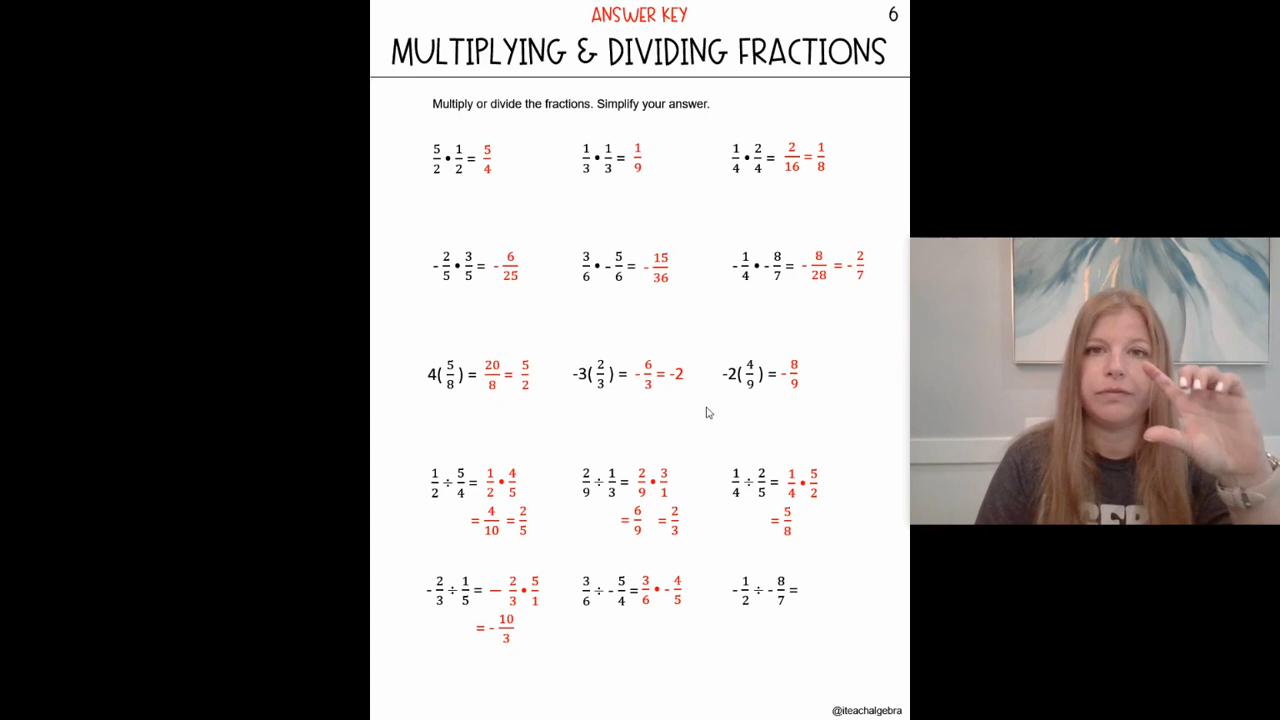 ANSWER KEY
6
MULTIPLYING & DIVIDING FRACTIONS
Multiply or divide the fractions. Simplify your answer.
5/2 • 1/2 = 5/4
1/3 • 1/3 = 1/9
1/4 • 2/4 = 2/16 = 1/8
- 2/5 • 3/5 = - 6/25
3/6 • - 5/6 = - 15/36
- 1/4 • - 8/7 = - 8/28 = - 2/7
4( 5/8 ) = 20/8 = 5/2
-3( 2/3 ) = - 6/3 = -2
-2( 4/9 ) = - 8/9
1/2 ÷ 5/4 = 1/2 • 4/5
= 4/10 = 2/5
2/9 ÷ 1/3 = 2/9 • 3/1
= 6/9 = 2/3
1/4 ÷ 2/5 = 1/4 • 5/2
= 5/8
- 2/3 ÷ 1/5 = − 2/3 • 5/1
= - 10/3
3/6 ÷ - 5/4 = 3/6 • - 4/5
- 1/2 ÷ - 8/7 =
@iteachalgebra